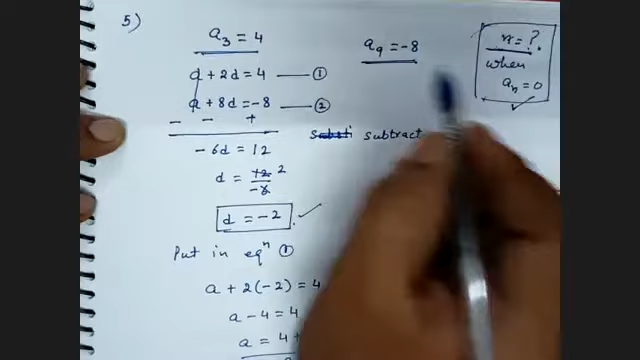 5)
a₃ = 4
a₉ = -8
n = ?
when
aₙ = 0
a + 2d = 4 — ①
a + 8d = -8 — ②
- - +
subtract
-6d = 12
d = 12/-6 2
d = -2
Put in eqⁿ ①
a + 2(-2) = 4
a - 4 = 4
a = 4+